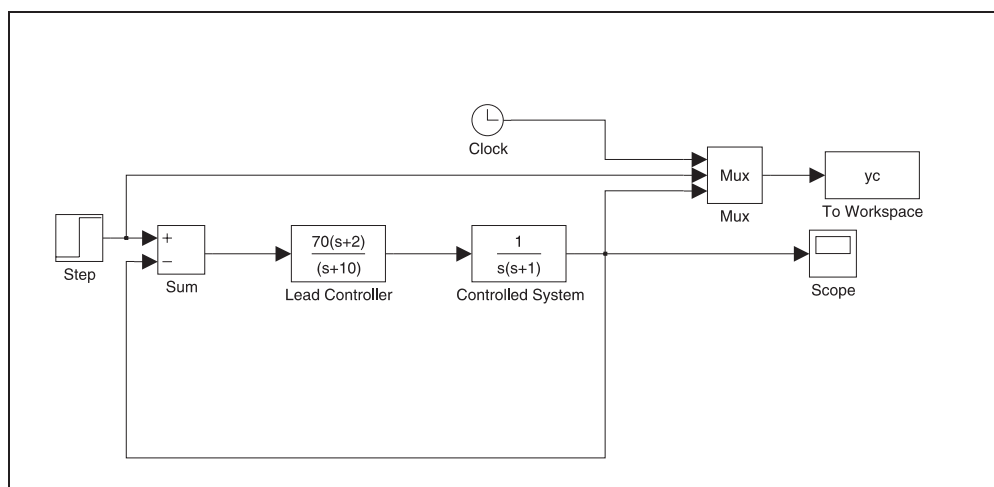 Clock
Mux
Mux
yc
To Workspace
Step
+
−
Sum
70(s+2)
(s+10)
Lead Controller
1
s(s+1)
Controlled System
Scope